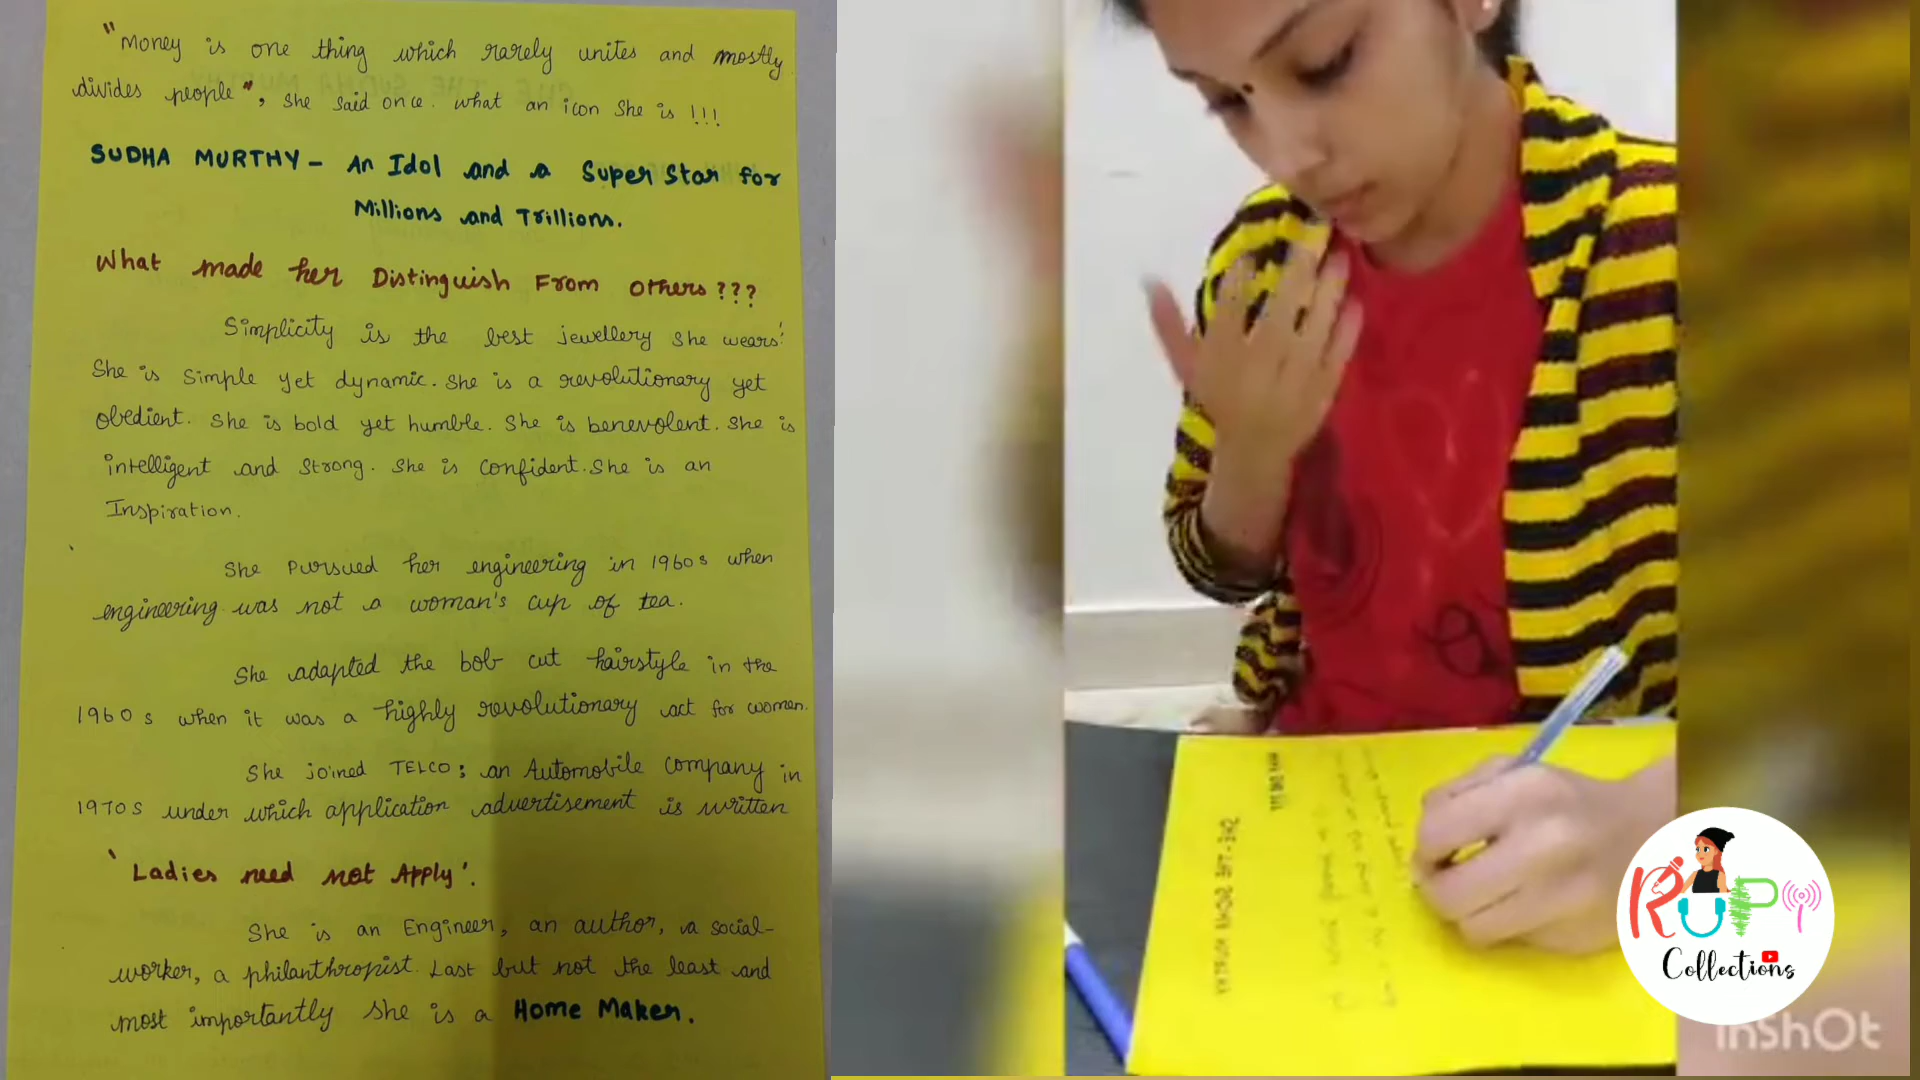 "Money is one thing which rarely unites and mostly
divides people", she said once. What an icon She is !!!
SUDHA MURTHY - An Idol and a Super Star for
Millions and Trillions.
What made her Distinguish From Others ???
Simplicity is the best jewellery she wears!
She is simple yet dynamic. She is a revolutionary yet
obedient. She is bold yet humble. She is benevolent. She is
intelligent and strong. She is confident. She is an
Inspiration.
She Pursued her engineering in 1960s when
engineering was not a woman's cup of tea.
She adapted the bob cut hairstyle in the
1960s when it was a highly revolutionary act for women.
She joined TELCO; an Automobile company in
1970s under which application advertisement is written
'Ladies need not Apply'.
She is an Engineer, an author, a social-
worker, a philanthropist. Last but not the least and
most importantly She is a Home Maker.
SHE-THE SUDHA MURTHY
RUPI
Collections
InShOt